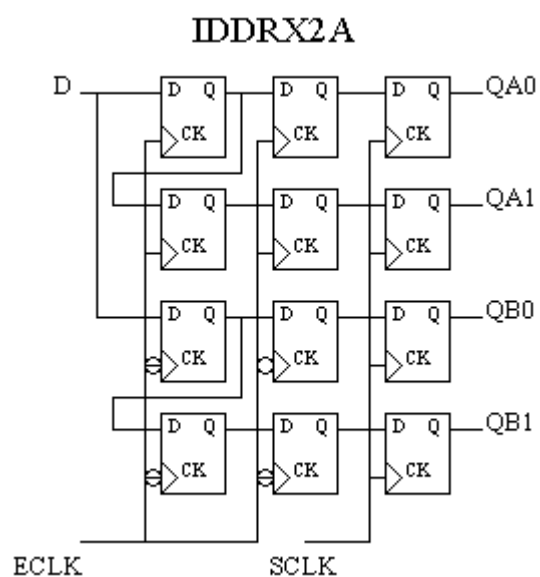 IDDRX2A
D D Q D Q D Q QA0
CK CK CK
D Q D Q D Q QA1
CK CK CK
D Q D Q D Q QB0
CK CK CK
D Q D Q D Q QB1
CK CK CK
ECLK SCLK